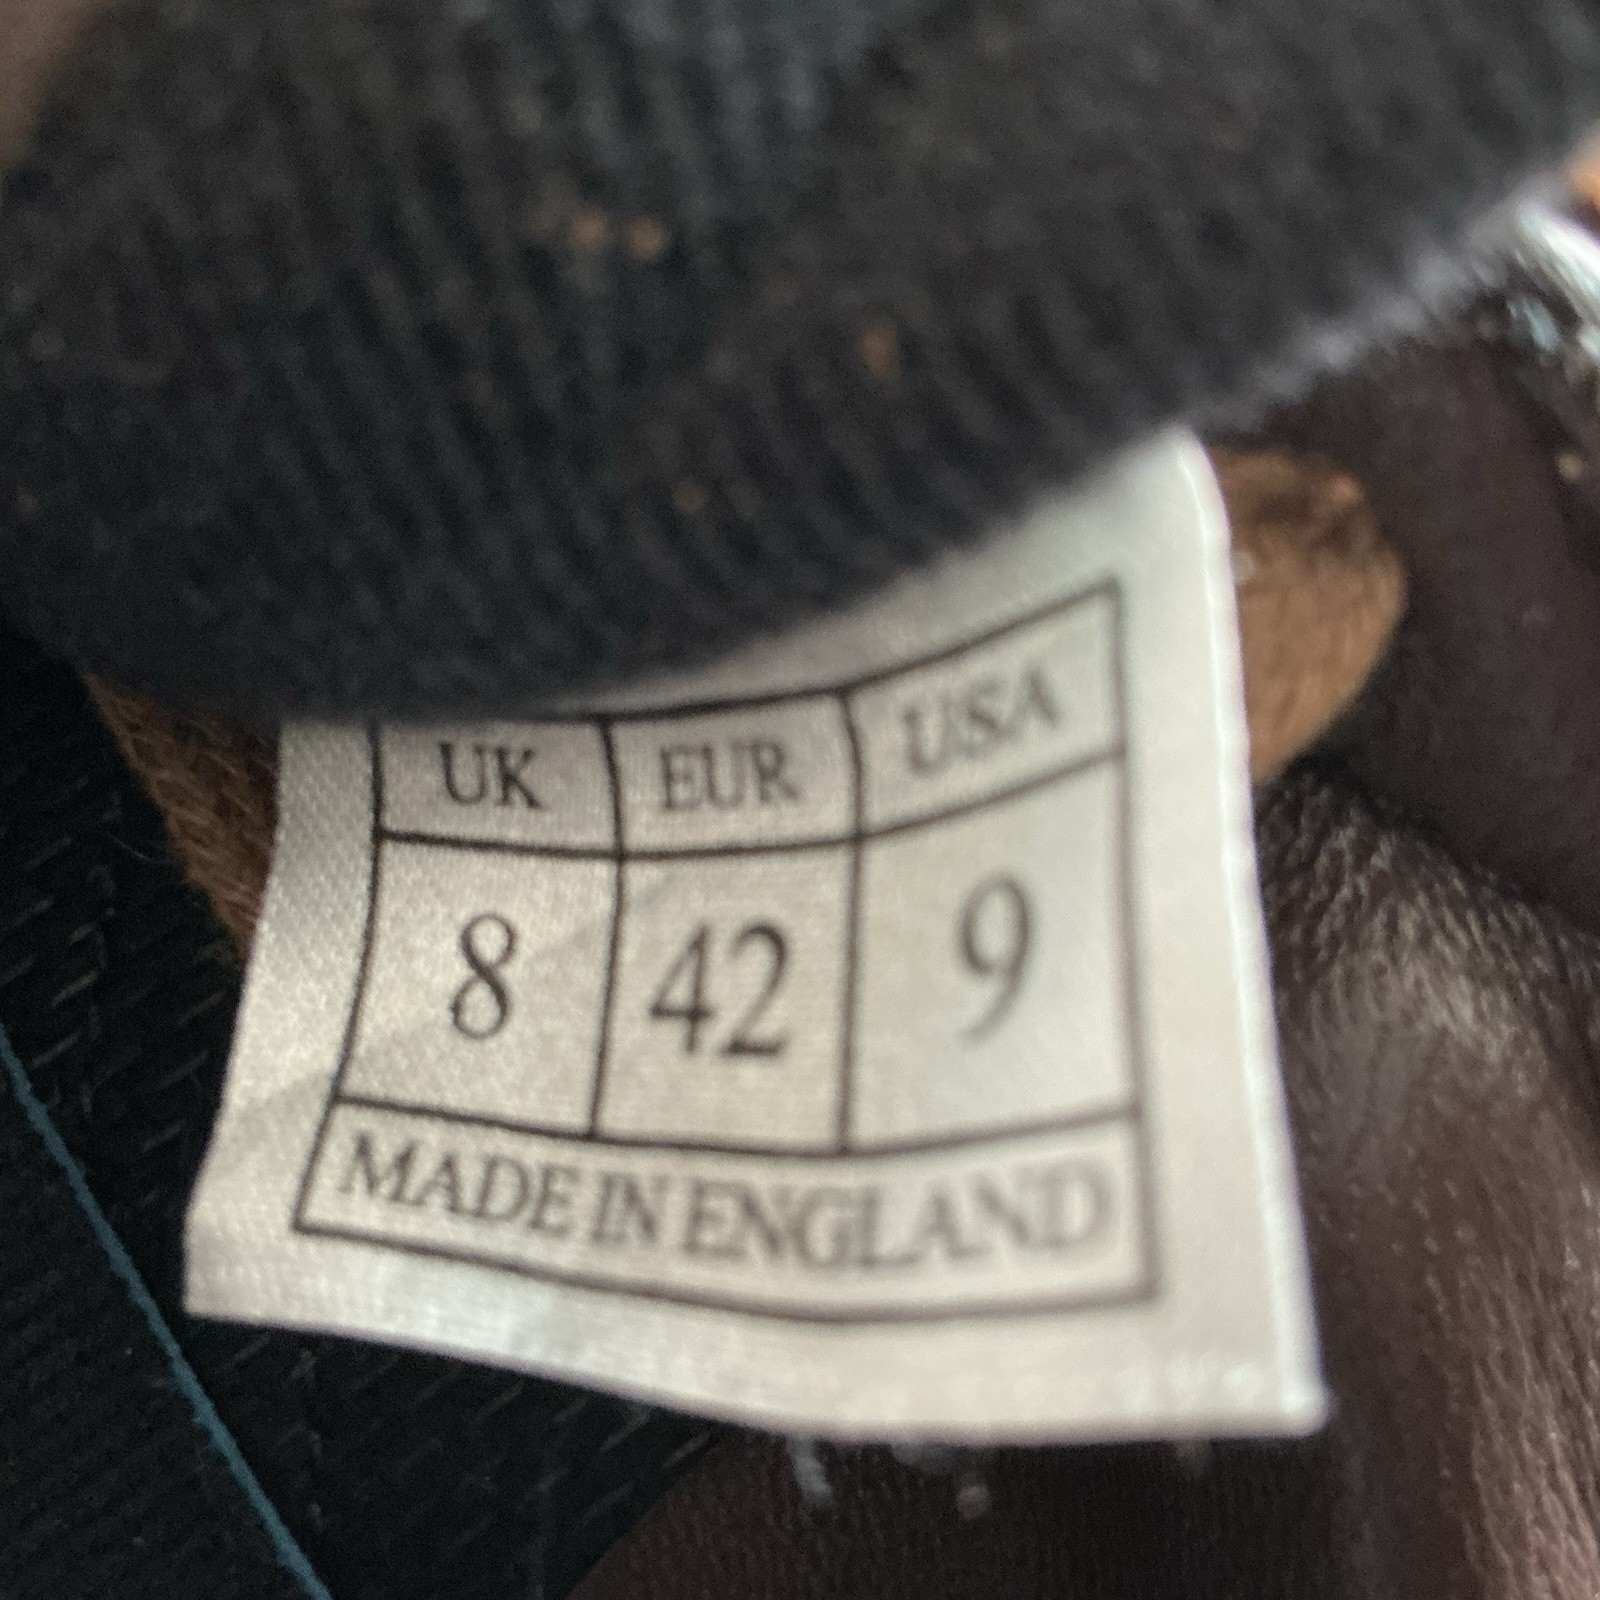 UK EUR USA
8 42 9
MADE IN ENGLAND